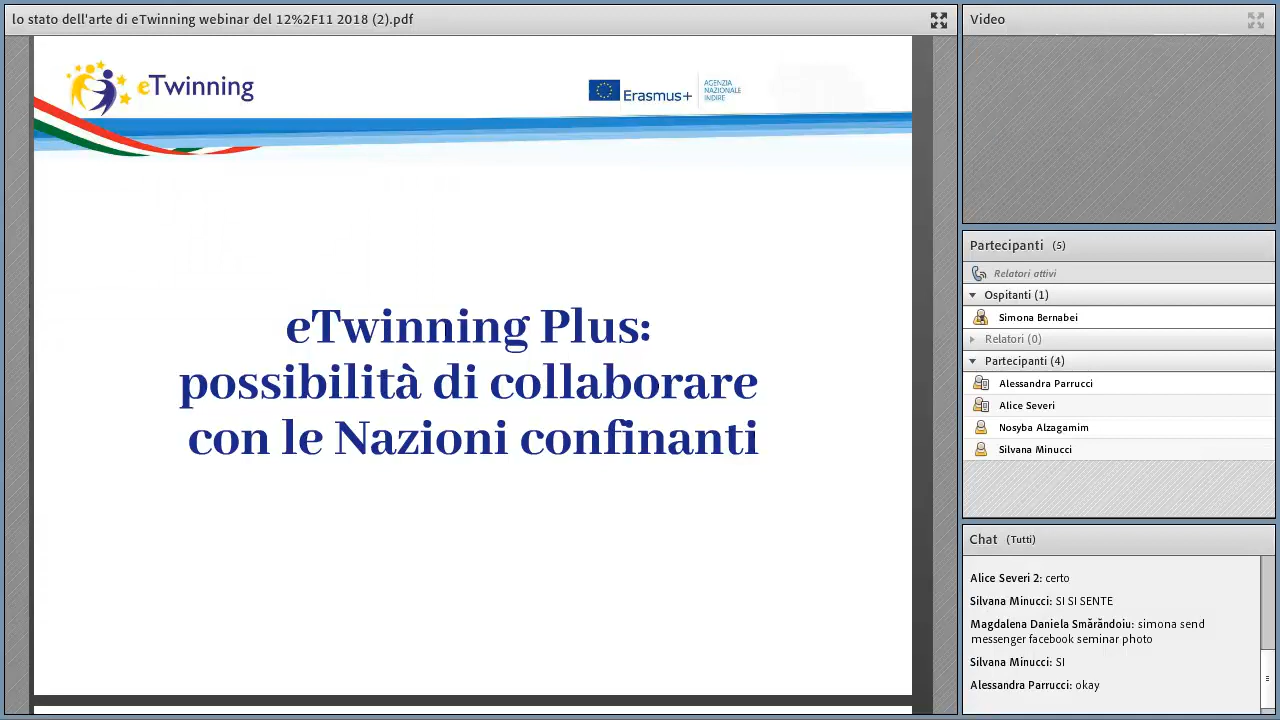 lo stato dell'arte di eTwinning webinar del 12%2F11 2018 (2).pdf
eTwinning
Erasmus+
AGENZIA
NAZIONALE
INDIRE
eTwinning Plus:
possibilità di collaborare
con le Nazioni confinanti
Video
Partecipanti (5)
Relatori attivi
Ospitanti (1)
Simona Bernabei
Relatori (0)
Partecipanti (4)
Alessandra Parrucci
Alice Severi
Nosyba Alzagamim
Silvana Minucci
Chat (Tutti)
Alice Severi 2: certo
Silvana Minucci: SI SI SENTE
Magdalena Daniela Smărăndoiu: simona send
messenger facebook seminar photo
Silvana Minucci: SI
Alessandra Parrucci: okay